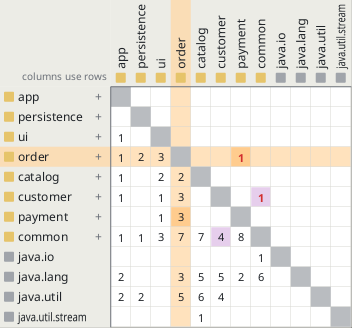 app
persistence
ui
order
catalog
customer
payment
common
java.io
java.lang
java.util
java.util.stream
columns use rows
app +
persistence +
ui + 1
order + 1 2 3 1
catalog + 1 2 2
customer + 1 1 3 1
payment + 1 3
common + 1 1 3 7 7 4 8
java.io 1
java.lang 2 3 5 5 2 6
java.util 2 2 5 6 4
java.util.stream 1